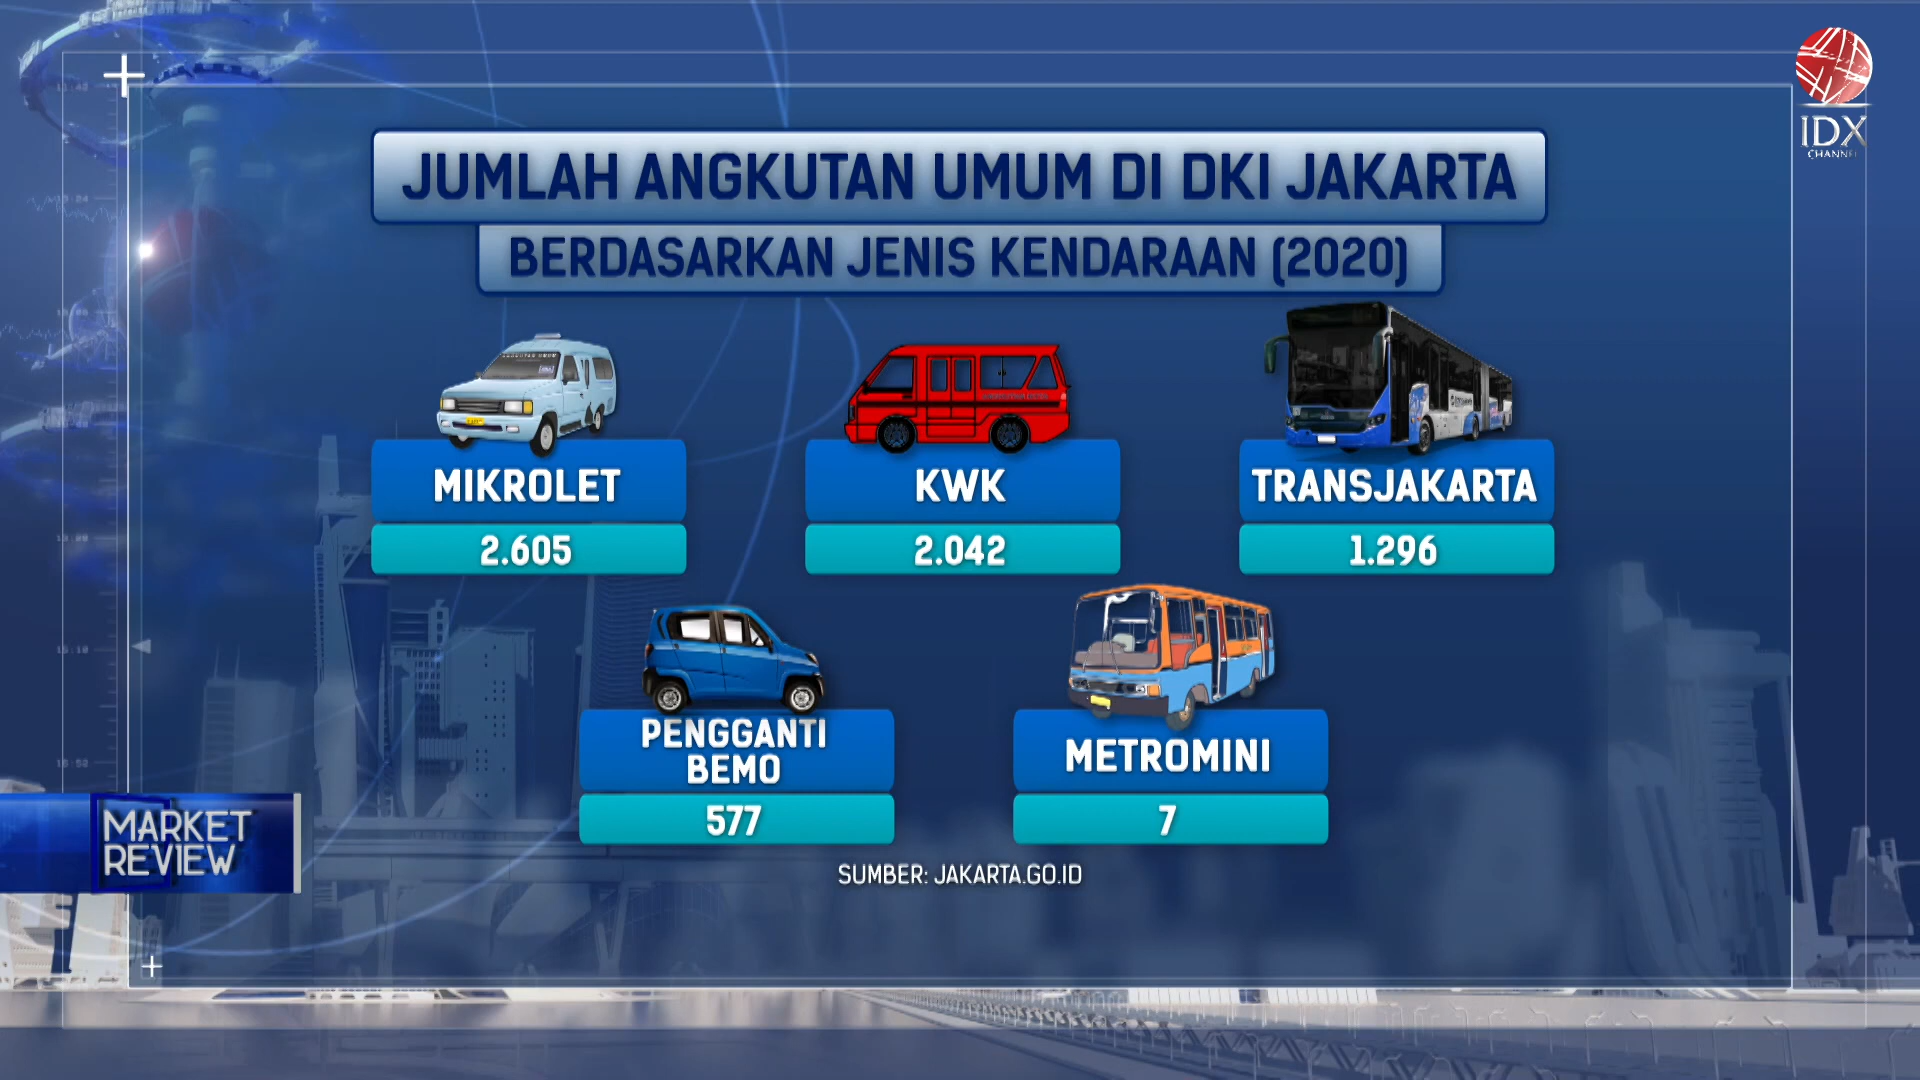 IDX
CHANNEL
JUMLAH ANGKUTAN UMUM DI DKI JAKARTA
BERDASARKAN JENIS KENDARAAN (2020)
MIKROLET
2.605
KWK
2.042
TRANSJAKARTA
1.296
PENGGANTI
BEMO
577
METROMINI
7
MARKET
REVIEW
SUMBER: JAKARTA.GO.ID